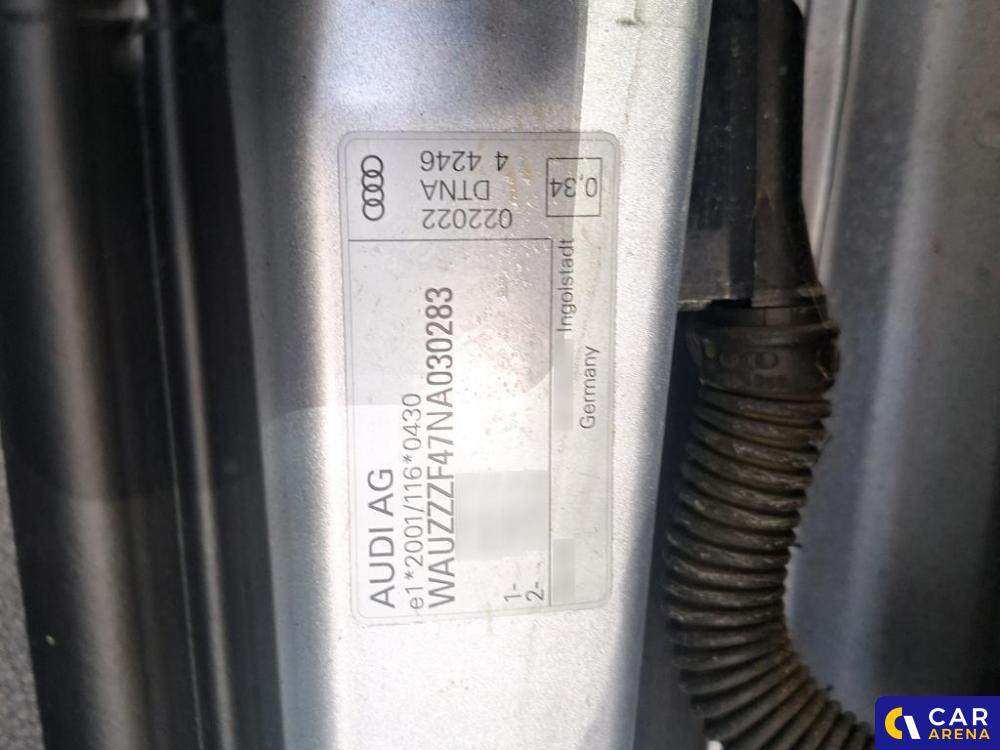 AUDI AG
e1*2001/116*0430
WAUZZZF47NA030283
1-
2-
022022
DTNA
4 4246
0,34
Ingolstadt
Germany
CAR
ARENA